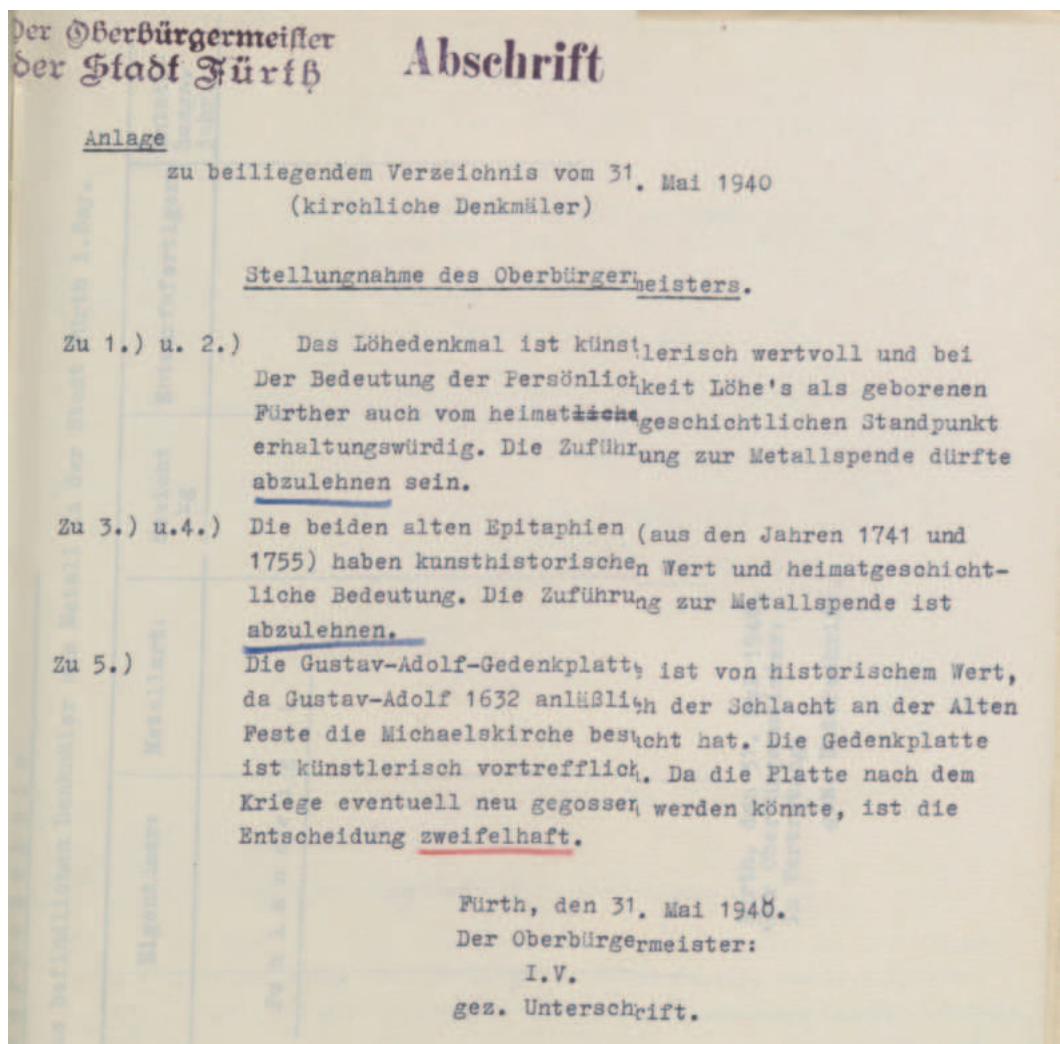 Der Oberbürgermeister
der Stadt Fürth
Abschrift
Anlage
zu beiliegendem Verzeichnis vom 31. Mai 1940
(kirchliche Denkmäler)
Stellungnahme des Oberbürgermeisters.
Zu 1.) u. 2.) Das Löhedenkmal ist künstlerisch wertvoll und bei
Der Bedeutung der Persönlichkeit Löhe's als geborenen
Fürther auch vom heimatlichegeschichtlichen Standpunkt
erhaltungswürdig. Die Zuführung zur Metallspende dürfte
abzulehnen sein.
Zu 3.) u.4.) Die beiden alten Epitaphien (aus den Jahren 1741 und
1755) haben kunsthistorischen Wert und heimatgeschicht-
liche Bedeutung. Die Zuführung zur Metallspende ist
abzulehnen.
Zu 5.) Die Gustav-Adolf-Gedenkplatte ist von historischem Wert,
da Gustav-Adolf 1632 anläßlich der Schlacht an der Alten
Feste die Michaelskirche besucht hat. Die Gedenkplatte
ist künstlerisch vortrefflich. Da die Platte nach dem
Kriege eventuell neu gegossen werden könnte, ist die
Entscheidung zweifelhaft.
Fürth, den 31. Mai 1940.
Der Oberbürgermeister:
I.V.
gez. Unterschrift.